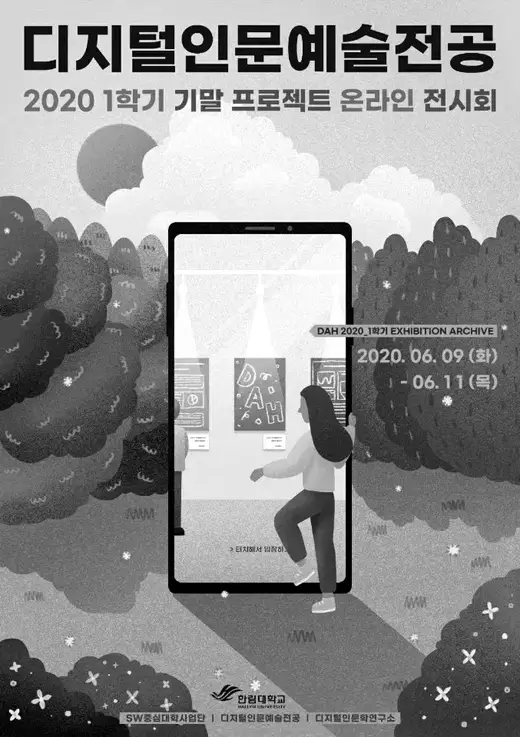 디지털인문예술전공
2020 1학기 기말 프로젝트 온라인 전시회
DAH 2020_1학기 EXHIBITION ARCHIVE
2020. 06. 09 (화)
- 06. 11 (목)
DAH
> 터치해서 입장하
한림대학교
HALLYM UNIVERSITY
SW중심대학사업단 | 디지털인문예술전공 | 디지털인문학연구소